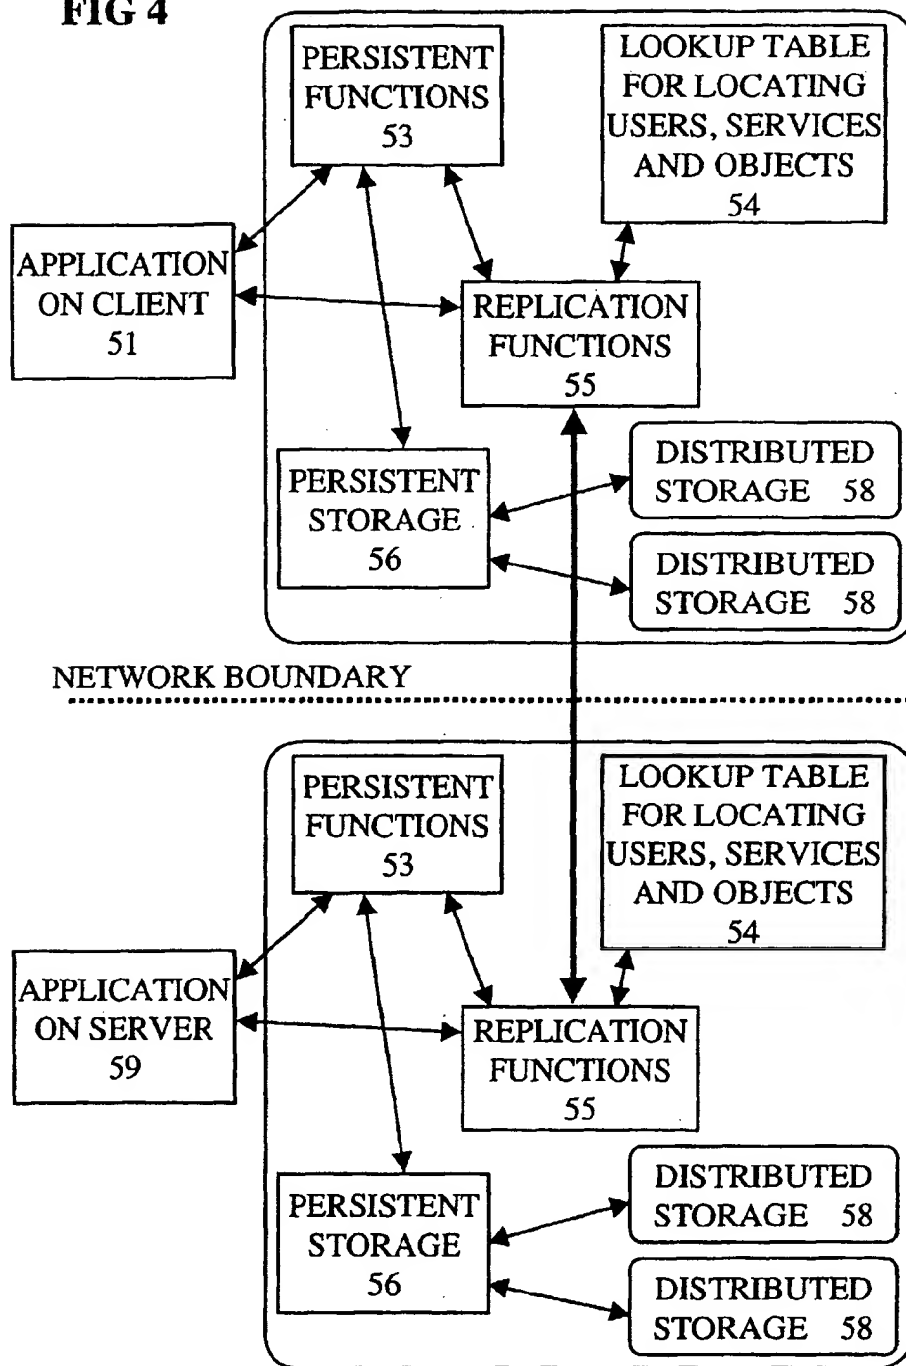 FIG 4
PERSISTENT
FUNCTIONS
53
LOOKUP TABLE
FOR LOCATING
USERS, SERVICES
AND OBJECTS
54
APPLICATION
ON CLIENT
51
REPLICATION
FUNCTIONS
55
PERSISTENT
STORAGE
56
DISTRIBUTED
STORAGE 58
DISTRIBUTED
STORAGE 58
NETWORK BOUNDARY
PERSISTENT
FUNCTIONS
53
LOOKUP TABLE
FOR LOCATING
USERS, SERVICES
AND OBJECTS
54
APPLICATION
ON SERVER
59
REPLICATION
FUNCTIONS
55
PERSISTENT
STORAGE
56
DISTRIBUTED
STORAGE 58
DISTRIBUTED
STORAGE 58